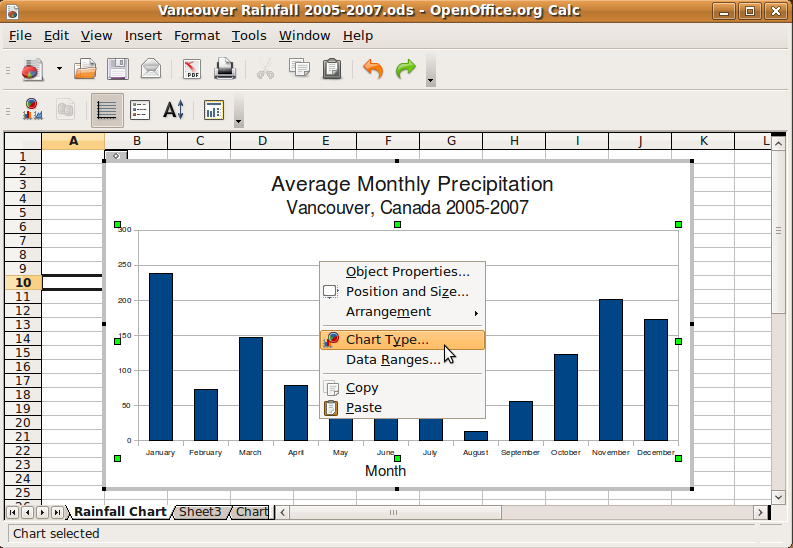 Vancouver Rainfall 2005-2007.ods - OpenOffice.org Calc
File Edit View Insert Format Tools Window Help
PDF
A
A B C D E F G H I J K L
1
2
3
4
5
6
7
8
9
10
11
12
13
14
15
16
17
18
19
20
21
22
23
24
25
Average Monthly Precipitation
Vancouver, Canada 2005-2007
300
250
200
150
100
50
0
Object Properties...
Position and Size...
Arrangement
Chart Type...
Data Ranges...
Copy
Paste
January February March April May June July August September October November December
Month
Rainfall Chart Sheet3 Chart
Chart selected